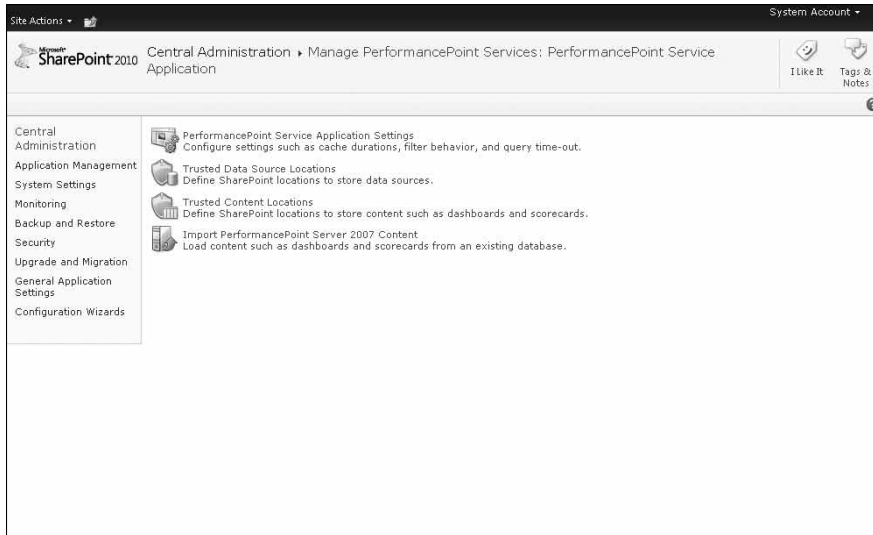 Site Actions
System Account
Microsoft
SharePoint 2010
Central Administration ▸ Manage PerformancePoint Services: PerformancePoint Service
Application
I Like It
Tags &
Notes
Central
Administration
Application Management
System Settings
Monitoring
Backup and Restore
Security
Upgrade and Migration
General Application
Settings
Configuration Wizards
PerformancePoint Service Application Settings
Configure settings such as cache durations, filter behavior, and query time-out.
Trusted Data Source Locations
Define SharePoint locations to store data sources.
Trusted Content Locations
Define SharePoint locations to store content such as dashboards and scorecards.
Import PerformancePoint Server 2007 Content
Load content such as dashboards and scorecards from an existing database.